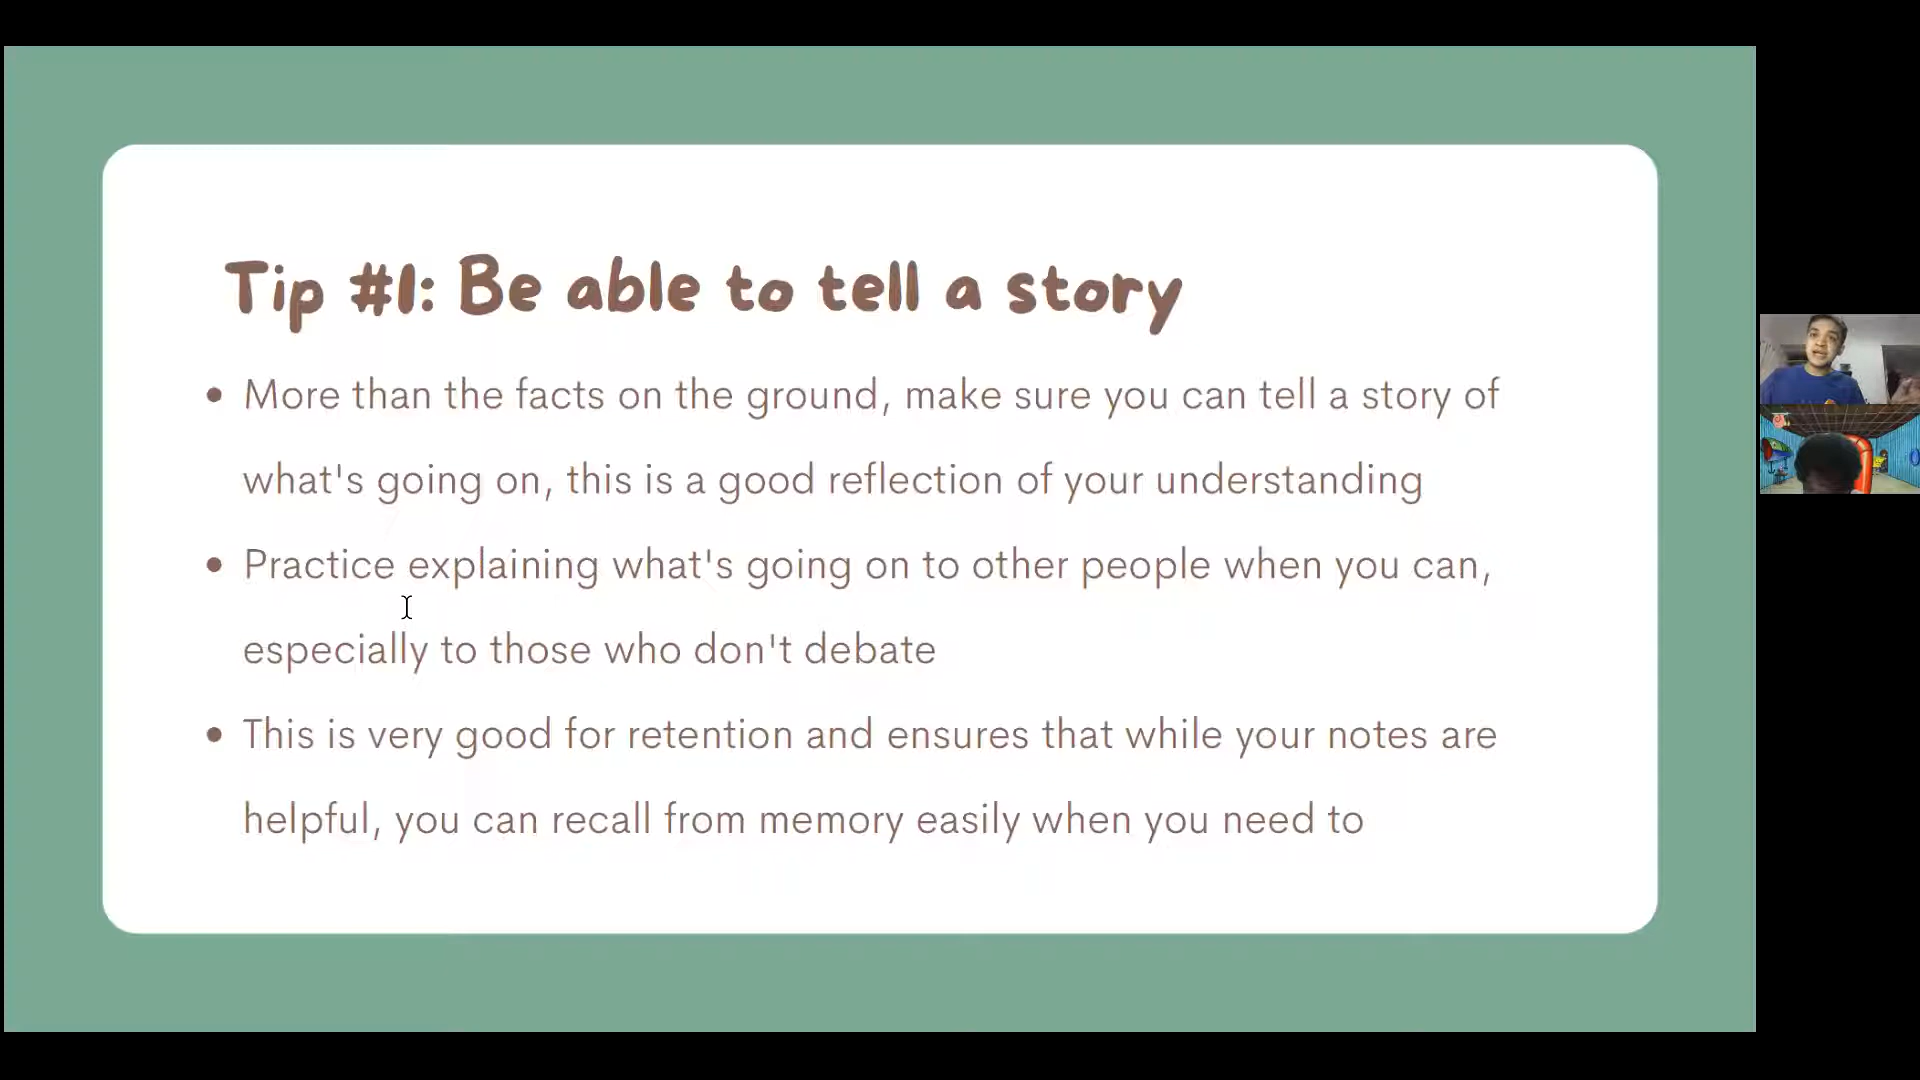 Tip #1: Be able to tell a story
• More than the facts on the ground, make sure you can tell a story of
what's going on, this is a good reflection of your understanding
• Practice explaining what's going on to other people when you can,
especially to those who don't debate
• This is very good for retention and ensures that while your notes are
helpful, you can recall from memory easily when you need to